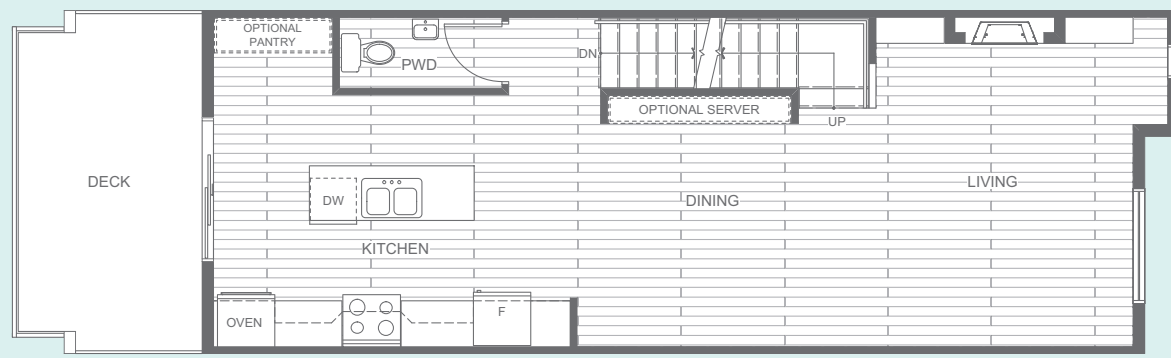 OPTIONAL
PANTRY
PWD
DN
OPTIONAL SERVER
UP
DECK
DW
DINING
LIVING
KITCHEN
OVEN
F